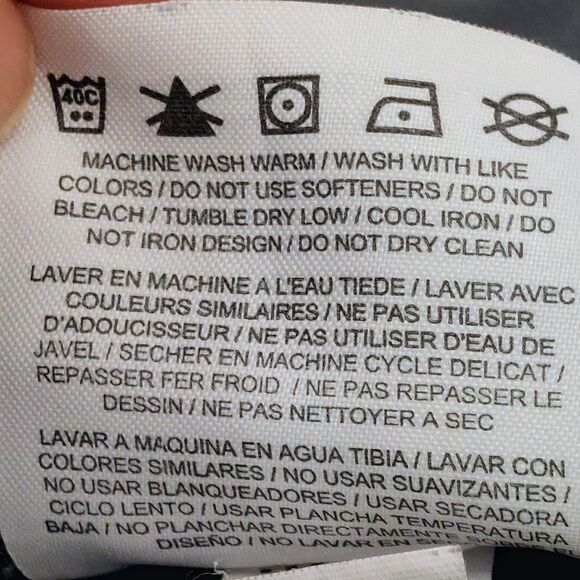 40C
MACHINE WASH WARM / WASH WITH LIKE
COLORS / DO NOT USE SOFTENERS / DO NOT
BLEACH / TUMBLE DRY LOW / COOL IRON / DO
NOT IRON DESIGN / DO NOT DRY CLEAN
LAVER EN MACHINE A L'EAU TIEDE / LAVER AVEC
COULEURS SIMILAIRES / NE PAS UTILISER
D'ADOUCISSEUR / NE PAS UTILISER D'EAU DE
JAVEL / SECHER EN MACHINE CYCLE DELICAT /
REPASSER FER FROID / NE PAS REPASSER LE
DESSIN / NE PAS NETTOYER A SEC
LAVAR A MAQUINA EN AGUA TIBIA / LAVAR CON
COLORES SIMILARES / NO USAR SUAVIZANTES /
NO USAR BLANQUEADORES / USAR SECADORA
CICLO LENTO / USAR PLANCHA TEMPERATURA
BAJA / NO PLANCHAR DIRECTAMENTE SOBRE EL
DISEÑO / NO LAVAR EN